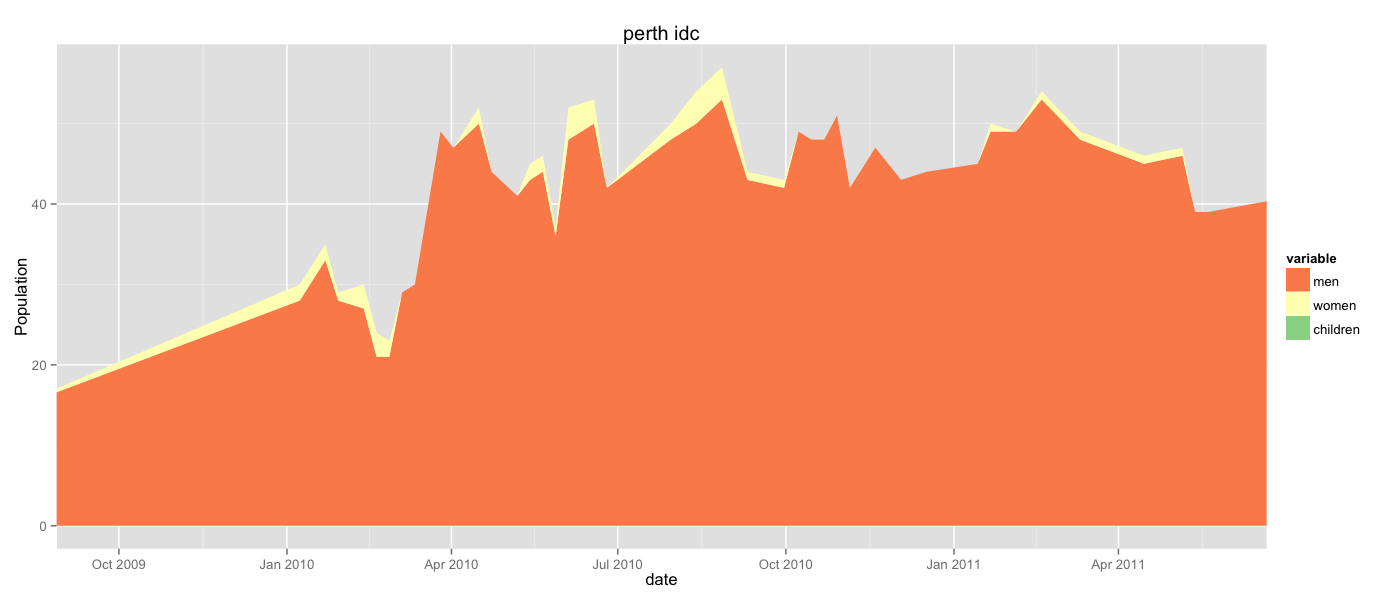 perth idc
Population
40
20
0
Oct 2009
Jan 2010
Apr 2010
Jul 2010
Oct 2010
Jan 2011
Apr 2011
date
variable
men
women
children